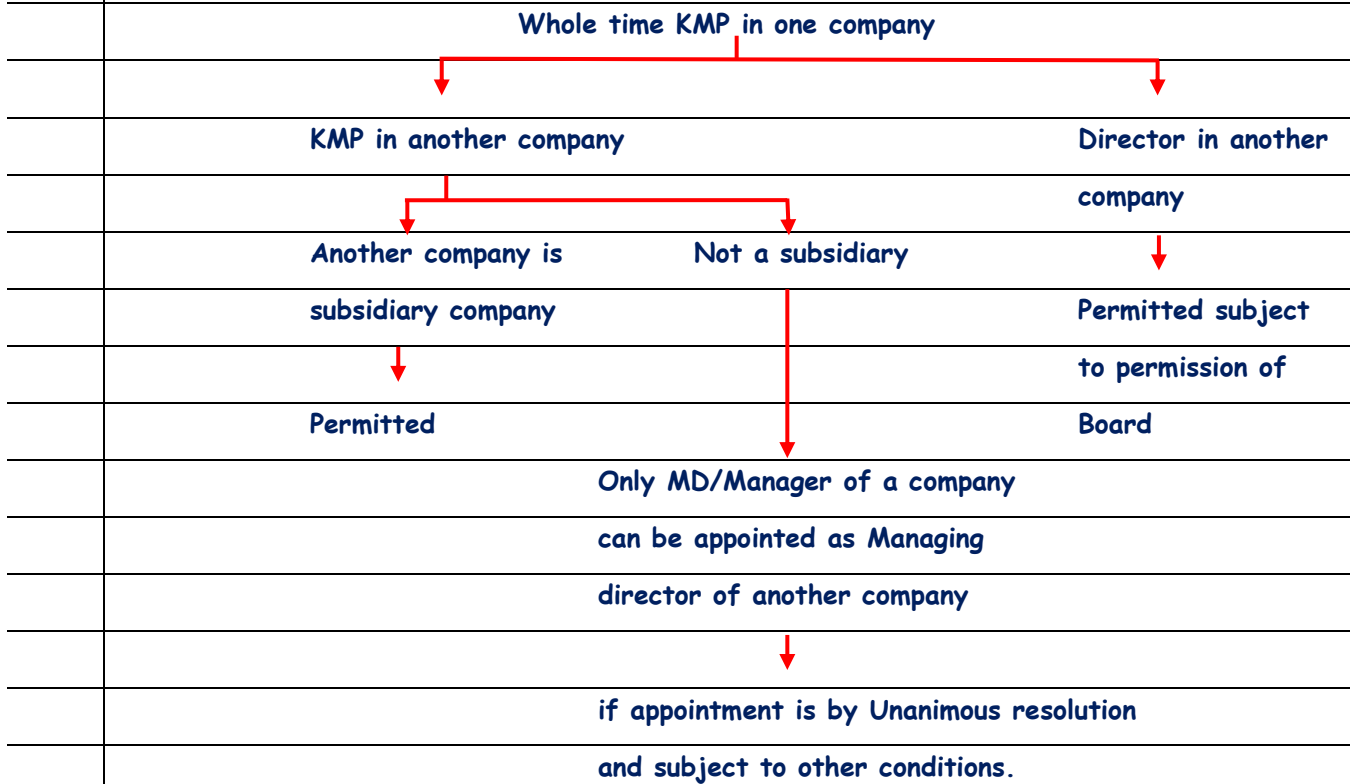 Whole time KMP in one company
KMP in another company
Director in another
company
Another company is
subsidiary company
Not a subsidiary
Permitted subject
to permission of
Board
Permitted
Only MD/Manager of a company
can be appointed as Managing
director of another company
if appointment is by Unanimous resolution
and subject to other conditions.